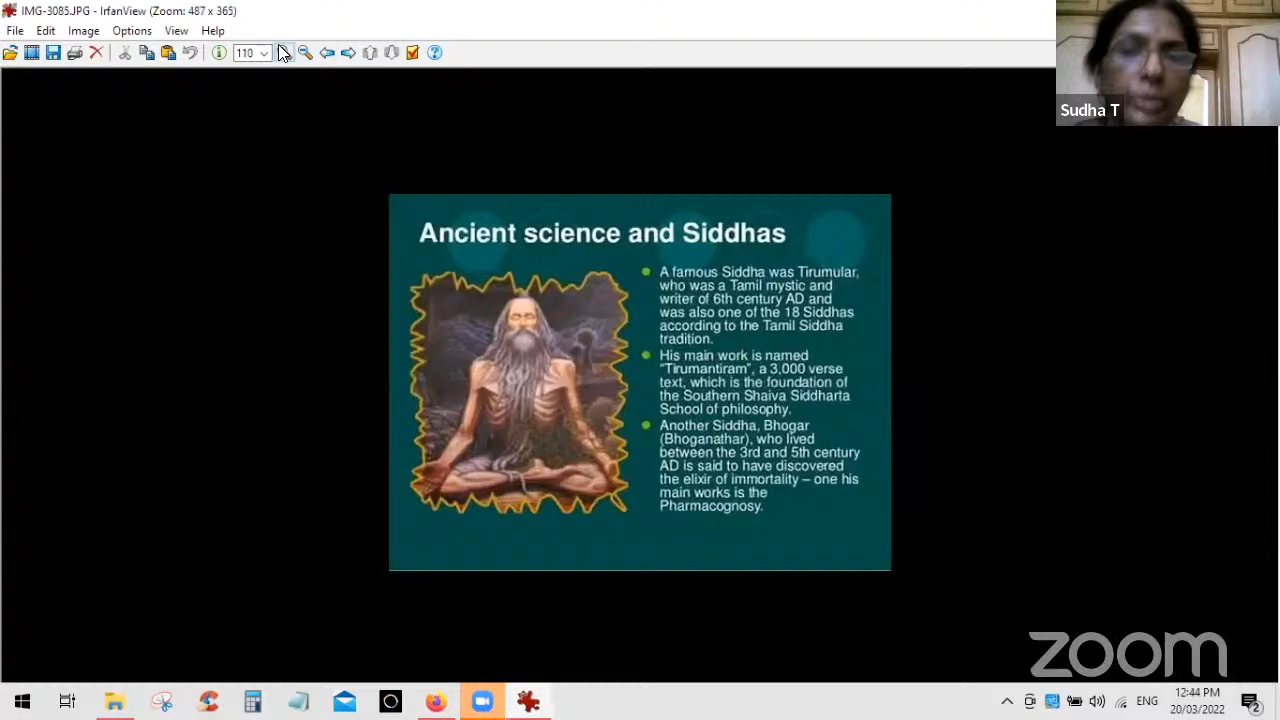 IMG-3085.JPG - IrfanView (Zoom: 487 x 365)
File Edit Image Options View Help
110
Sudha T
Ancient science and Siddhas
A famous Siddha was Tirumular,
who was a Tamil mystic and
writer of 6th century AD and
was also one of the 18 Siddhas
according to the Tamil Siddha
tradition.
His main work is named
“Tirumantiram”, a 3,000 verse
text, which is the foundation of
the Southern Shaiva Siddharta
School of philosophy.
Another Siddha, Bhogar
(Bhoganathar), who lived
between the 3rd and 5th century
AD is said to have discovered
the elixir of immortality – one his
main works is the
Pharmacognosy.
zoom
ENG
12:44 PM
20/03/2022
2